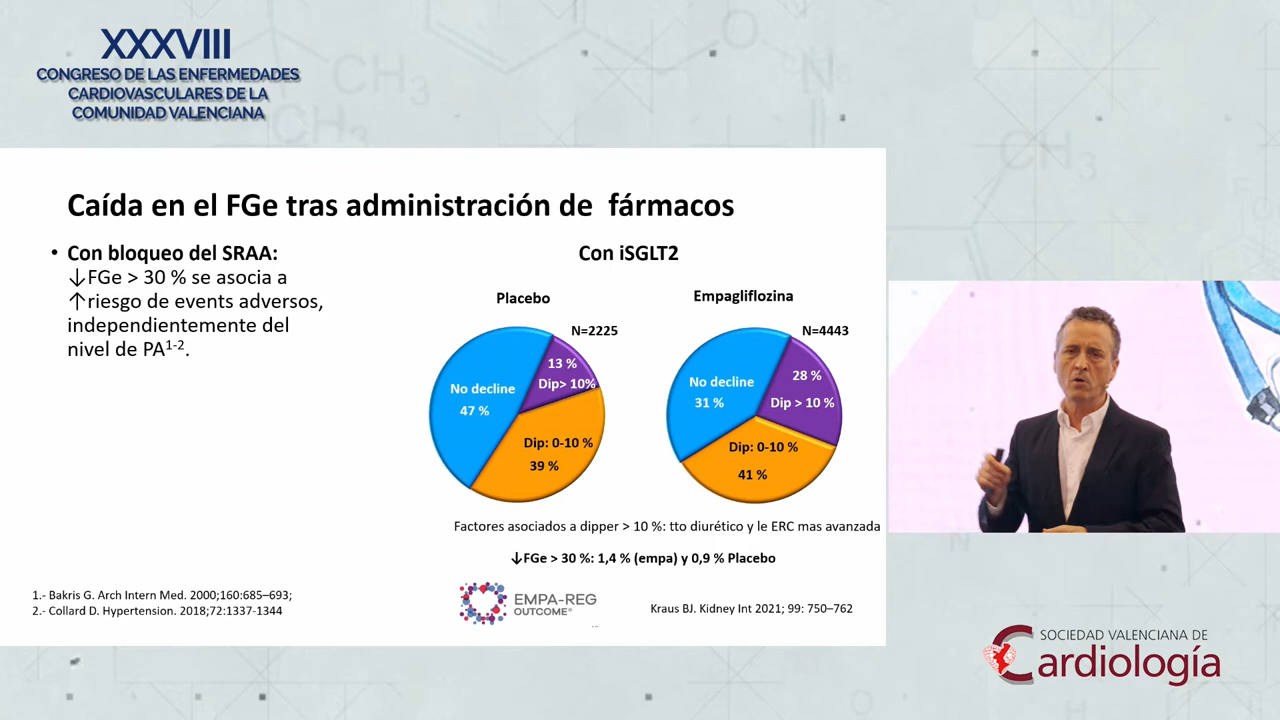 XXXVIII
CONGRESO DE LAS ENFERMEDADES
CARDIOVASCULARES DE LA
COMUNIDAD VALENCIANA
Caída en el FGe tras administración de fármacos
• Con bloqueo del SRAA:
↓FGe > 30 % se asocia a
↑riesgo de events adversos,
independientemente del
nivel de PA1-2.
Con iSGLT2
Placebo
N=2225
No decline
47 %
13 %
Dip> 10%
Dip: 0-10 %
39 %
Empagliflozina
N=4443
No decline
31 %
28 %
Dip > 10 %
Dip: 0-10 %
41 %
Factores asociados a dipper > 10 %: tto diurético y le ERC mas avanzada
↓FGe > 30 %: 1,4 % (empa) y 0,9 % Placebo
1.- Bakris G. Arch Intern Med. 2000;160:685–693;
2.- Collard D. Hypertension. 2018;72:1337-1344
EMPA-REG
OUTCOME®
Kraus BJ. Kidney Int 2021; 99: 750–762
SOCIEDAD VALENCIANA DE
Cardiología
CH3
CH3
CH3
O
N